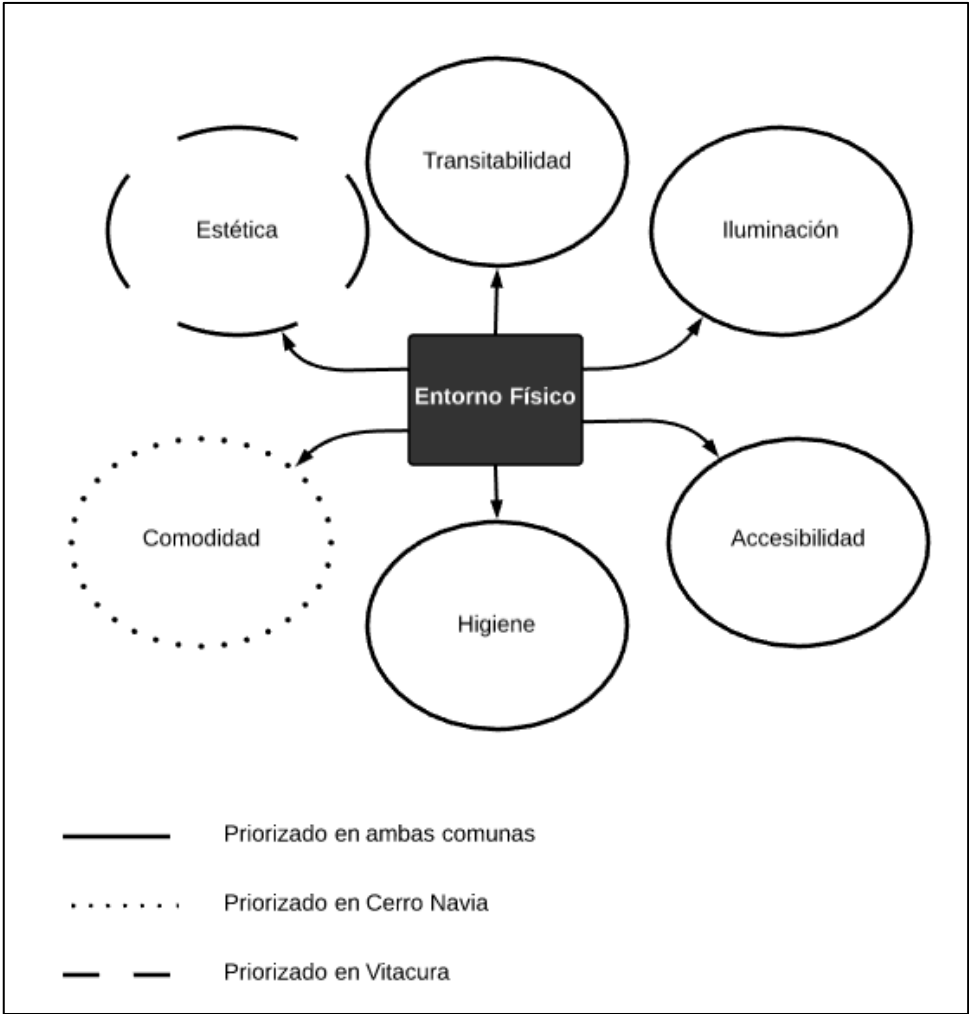 Transitabilidad
Estética
Iluminación
Entorno Físico
Comodidad
Accesibilidad
Higiene
Priorizado en ambas comunas
Priorizado en Cerro Navia
Priorizado en Vitacura